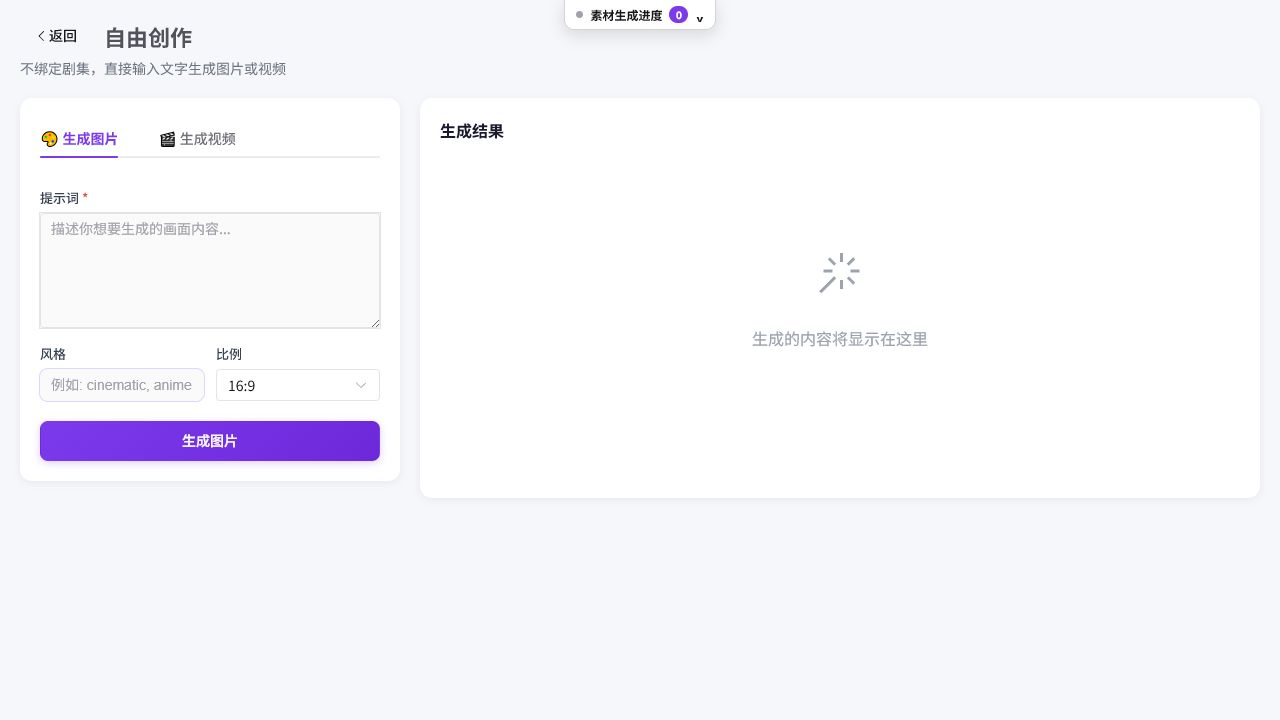 素材生成进度 0 v
返回 自由创作
不绑定剧集，直接输入文字生成图片或视频
生成图片 生成视频
提示词 *
描述你想要生成的画面内容...
风格 比例
例如: cinematic, anime 16:9
生成图片
生成结果
生成的内容将显示在这里